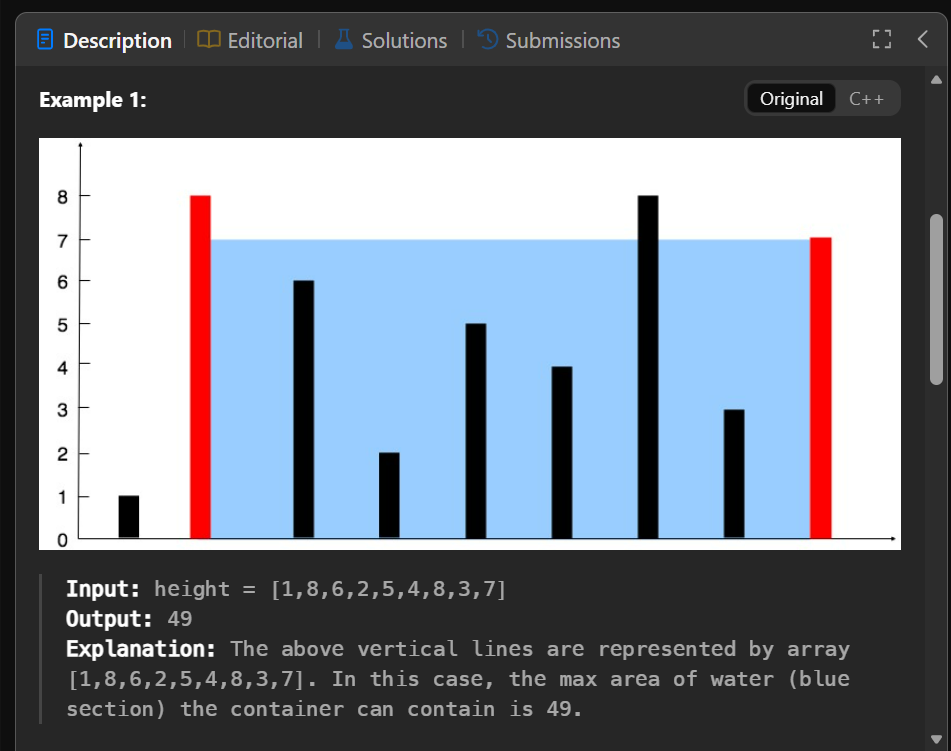 Description Editorial Solutions Submissions
Example 1:
Original C++
8
7
6
5
4
3
2
1
0
Input: height = [1,8,6,2,5,4,8,3,7]
Output: 49
Explanation: The above vertical lines are represented by array
[1,8,6,2,5,4,8,3,7]. In this case, the max area of water (blue
section) the container can contain is 49.